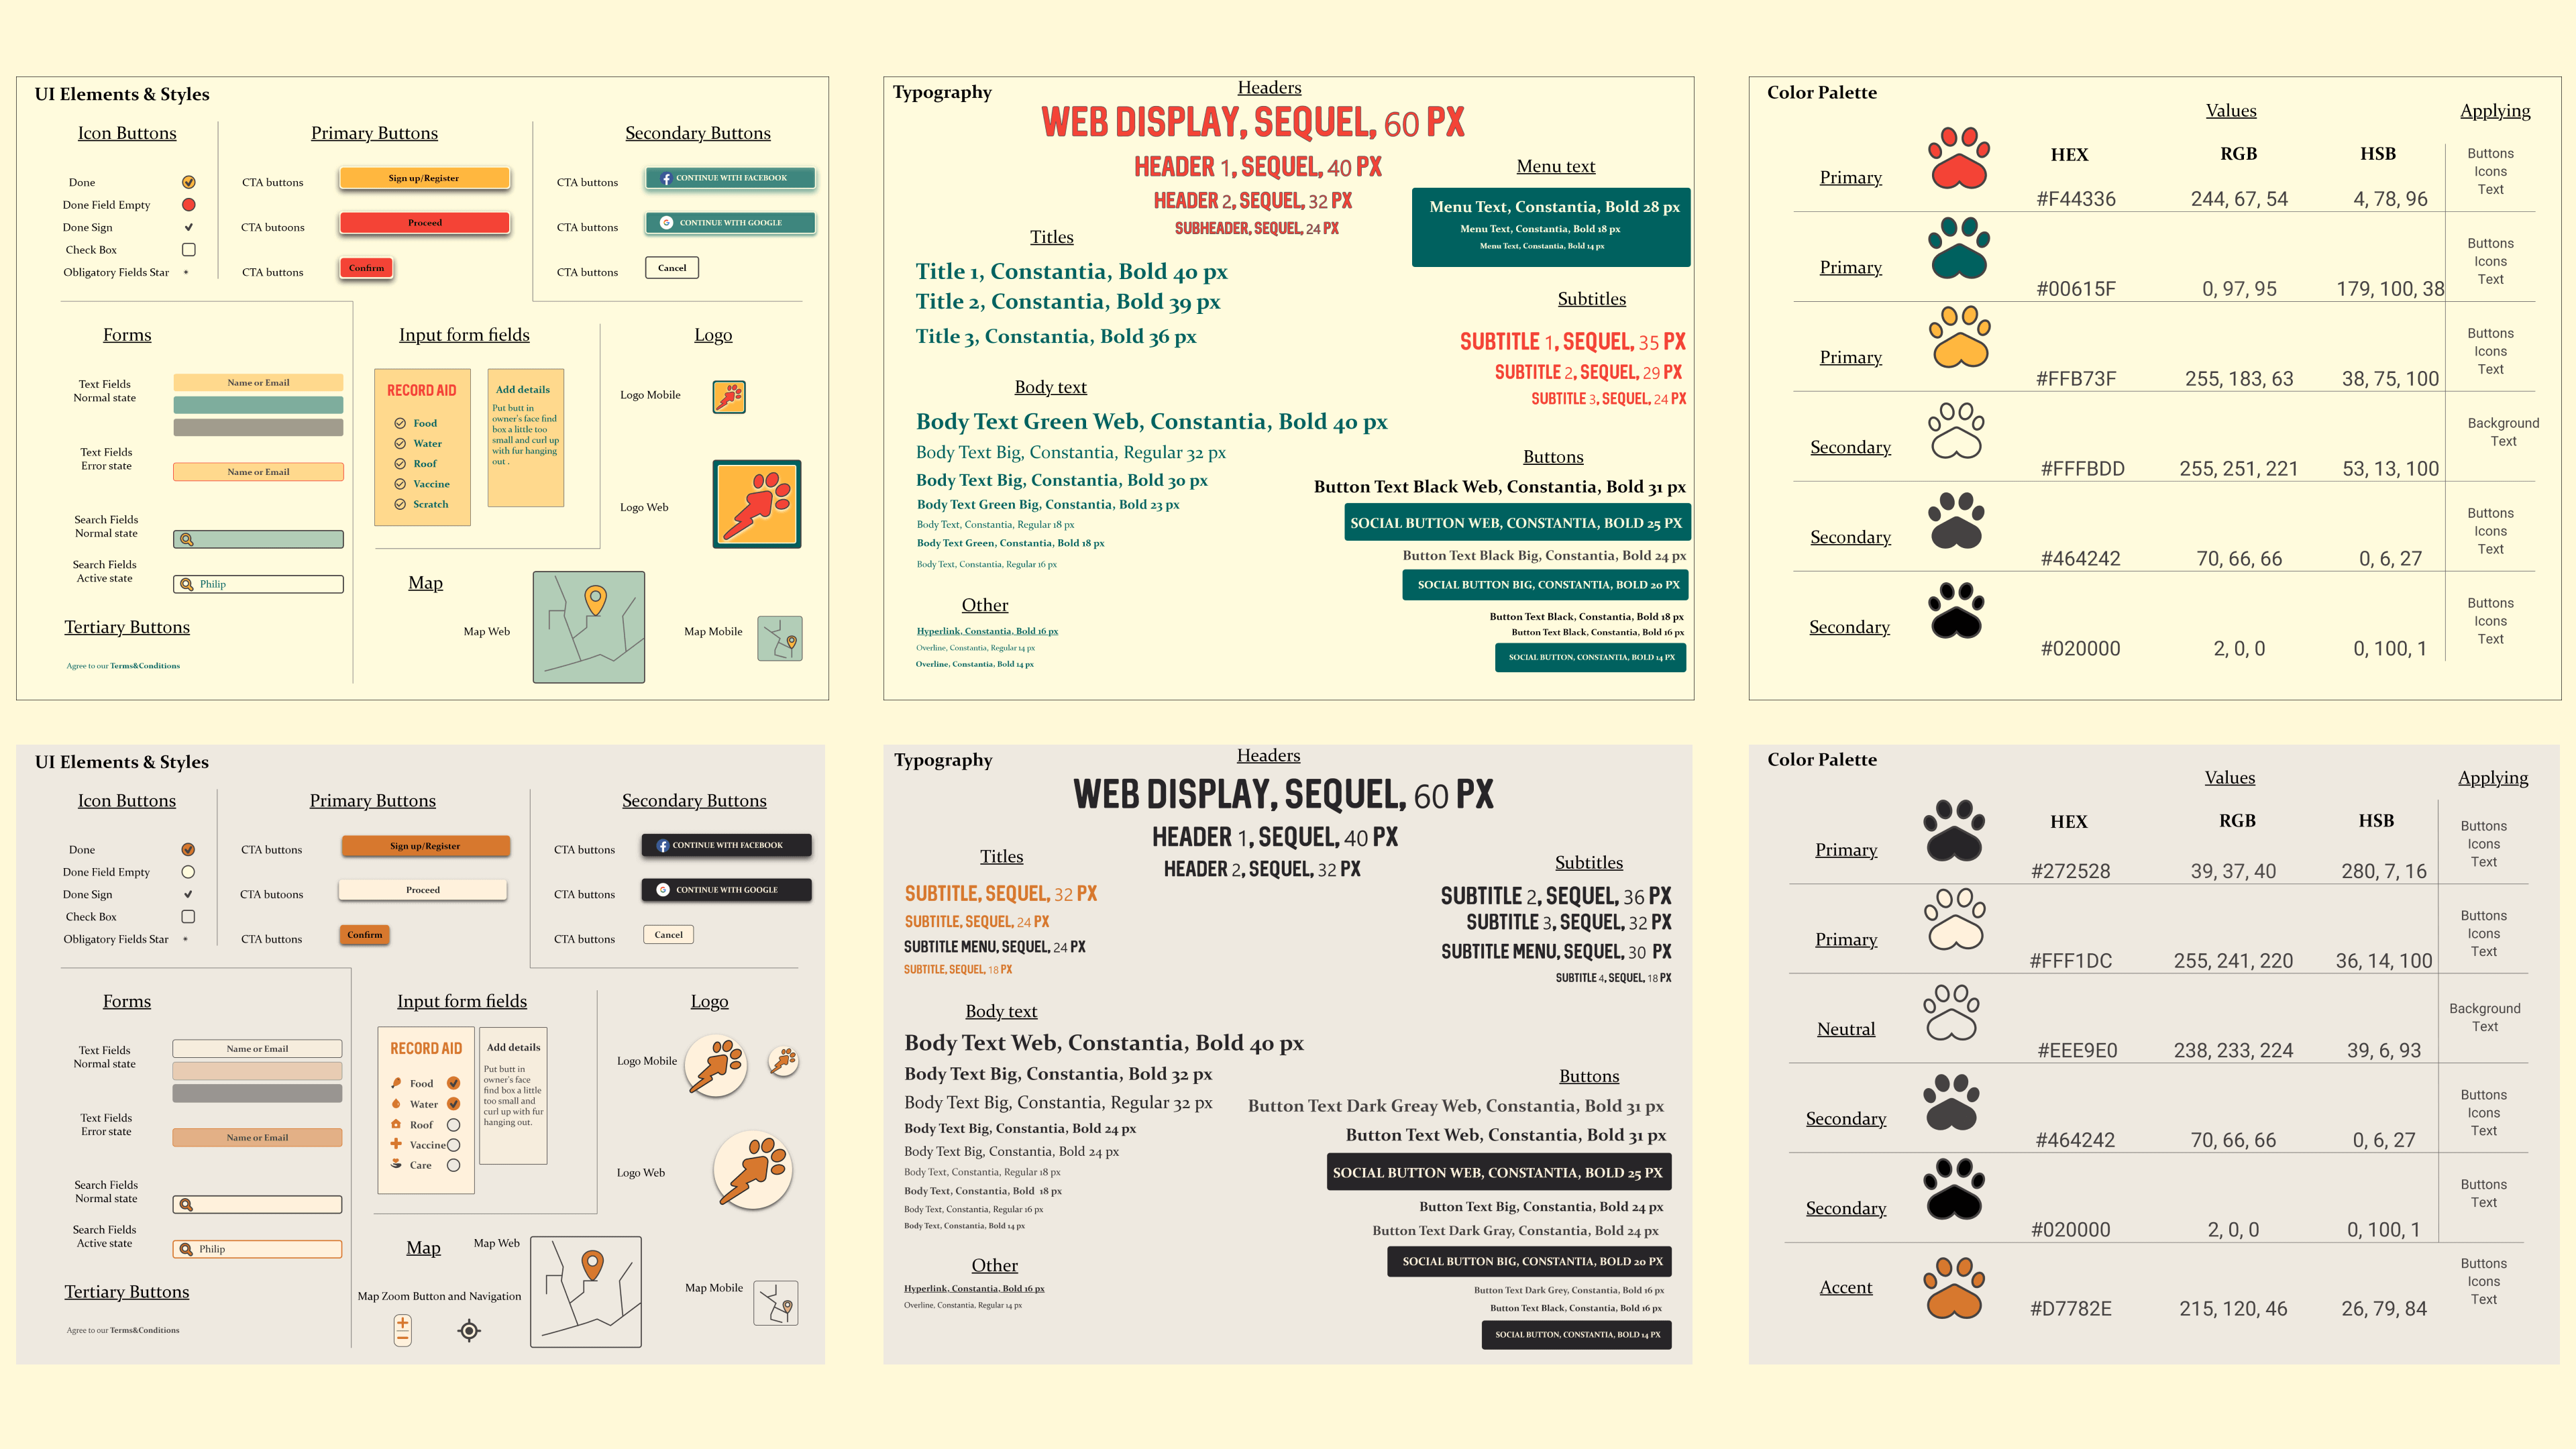 UI Elements & Styles
Icon Buttons
Done
Done Field Empty
Done Sign
Check Box
Obligatory Fields Star *
Primary Buttons
CTA buttons
Sign up/Register
CTA butoons
Proceed
CTA buttons
Confirm
Secondary Buttons
CTA buttons
CONTINUE WITH FACEBOOK
CTA buttons
G CONTINUE WITH GOOGLE
CTA buttons
Cancel
Forms
Text Fields
Normal state
Name or Email
Text Fields
Error state
Name or Email
Search Fields
Normal state
Search Fields
Active state
Philip
Tertiary Buttons
Agree to our Terms&Conditions
Input form fields
RECORD AID
Food
Water
Roof
Vaccine
Scratch
Add details
Put butt in
owner's face find
box a little too
small and curl up
with fur hanging
out .
Logo
Logo Mobile
Logo Web
Map
Map Web
Map Mobile
Typography
Headers
WEB DISPLAY, SEQUEL, 60 PX
HEADER 1, SEQUEL, 40 PX
HEADER 2, SEQUEL, 32 PX
SUBHEADER, SEQUEL, 24 PX
Menu text
Menu Text, Constantia, Bold 28 px
Menu Text, Constantia, Bold 18 px
Menu Text, Constantia, Bold 14 px
Titles
Title 1, Constantia, Bold 40 px
Title 2, Constantia, Bold 39 px
Title 3, Constantia, Bold 36 px
Subtitles
SUBTITLE 1, SEQUEL, 35 PX
SUBTITLE 2, SEQUEL, 29 PX
SUBTITLE 3, SEQUEL, 24 PX
Body text
Body Text Green Web, Constantia, Bold 40 px
Body Text Big, Constantia, Regular 32 px
Body Text Big, Constantia, Bold 30 px
Body Text Green Big, Constantia, Bold 23 px
Body Text, Constantia, Regular 18 px
Body Text Green, Constantia, Bold 18 px
Body Text, Constantia, Regular 16 px
Buttons
Button Text Black Web, Constantia, Bold 31 px
SOCIAL BUTTON WEB, CONSTANTIA, BOLD 25 PX
Button Text Black Big, Constantia, Bold 24 px
SOCIAL BUTTON BIG, CONSTANTIA, BOLD 20 PX
Button Text Black, Constantia, Bold 18 px
Button Text Black, Constantia, Bold 16 px
SOCIAL BUTTON, CONSTANTIA, BOLD 14 PX
Other
Hyperlink, Constantia, Bold 16 px
Overline, Constantia, Regular 14 px
Overline, Constantia, Bold 14 px
Color Palette
Values
Applying
HEX RGB HSB
Primary #F44336 244, 67, 54 4, 78, 96
Buttons
Icons
Text
Primary #00615F 0, 97, 95 179, 100, 38
Buttons
Icons
Text
Primary #FFB73F 255, 183, 63 38, 75, 100
Buttons
Icons
Text
Secondary #FFFBDD 255, 251, 221 53, 13, 100
Background
Text
Secondary #464242 70, 66, 66 0, 6, 27
Buttons
Icons
Text
Secondary #020000 2, 0, 0 0, 100, 1
Buttons
Icons
Text
UI Elements & Styles
Icon Buttons
Done
Done Field Empty
Done Sign
Check Box
Obligatory Fields Star *
Primary Buttons
CTA buttons
Sign up/Register
CTA butoons
Proceed
CTA buttons
Confirm
Secondary Buttons
CTA buttons
CONTINUE WITH FACEBOOK
CTA buttons
G CONTINUE WITH GOOGLE
CTA buttons
Cancel
Forms
Text Fields
Normal state
Name or Email
Text Fields
Error state
Name or Email
Search Fields
Normal state
Search Fields
Active state
Philip
Tertiary Buttons
Agree to our Terms&Conditions
Input form fields
RECORD AID
Food
Water
Roof
Vaccine
Care
Add details
Put butt in
owner's face
find box a little
too small and
curl up with fur
hanging out.
Logo
Logo Mobile
Logo Web
Map
Map Web
Map Zoom Button and Navigation
Map Mobile
Typography
Headers
WEB DISPLAY, SEQUEL, 60 PX
HEADER 1, SEQUEL, 40 PX
HEADER 2, SEQUEL, 32 PX
Titles
SUBTITLE, SEQUEL, 32 PX
SUBTITLE, SEQUEL, 24 PX
SUBTITLE MENU, SEQUEL, 24 PX
SUBTITLE, SEQUEL, 18 PX
Subtitles
SUBTITLE 2, SEQUEL, 36 PX
SUBTITLE 3, SEQUEL, 32 PX
SUBTITLE MENU, SEQUEL, 30 PX
SUBTITLE 4, SEQUEL, 18 PX
Body text
Body Text Web, Constantia, Bold 40 px
Body Text Big, Constantia, Bold 32 px
Body Text Big, Constantia, Regular 32 px
Body Text Big, Constantia, Bold 24 px
Body Text Big, Constantia, Bold 24 px
Body Text, Constantia, Regular 18 px
Body Text, Constantia, Bold 18 px
Body Text, Constantia, Regular 16 px
Body Text, Constantia, Bold 14 px
Buttons
Button Text Dark Greay Web, Constantia, Bold 31 px
Button Text Web, Constantia, Bold 31 px
SOCIAL BUTTON WEB, CONSTANTIA, BOLD 25 PX
Button Text Big, Constantia, Bold 24 px
Button Text Dark Gray, Constantia, Bold 24 px
SOCIAL BUTTON BIG, CONSTANTIA, BOLD 20 PX
Button Text Dark Grey, Constantia, Bold 16 px
Button Text Black, Constantia, Bold 16 px
SOCIAL BUTTON, CONSTANTIA, BOLD 14 PX
Other
Hyperlink, Constantia, Bold 16 px
Overline, Constantia, Regular 14 px
Color Palette
Values
Applying
HEX RGB HSB
Primary #272528 39, 37, 40 280, 7, 16
Buttons
Icons
Text
Primary #FFF1DC 255, 241, 220 36, 14, 100
Buttons
Icons
Text
Neutral #EEE9E0 238, 233, 224 39, 6, 93
Background
Text
Secondary #464242 70, 66, 66 0, 6, 27
Buttons
Icons
Text
Secondary #020000 2, 0, 0 0, 100, 1
Buttons
Text
Accent #D7782E 215, 120, 46 26, 79, 84
Buttons
Icons
Text